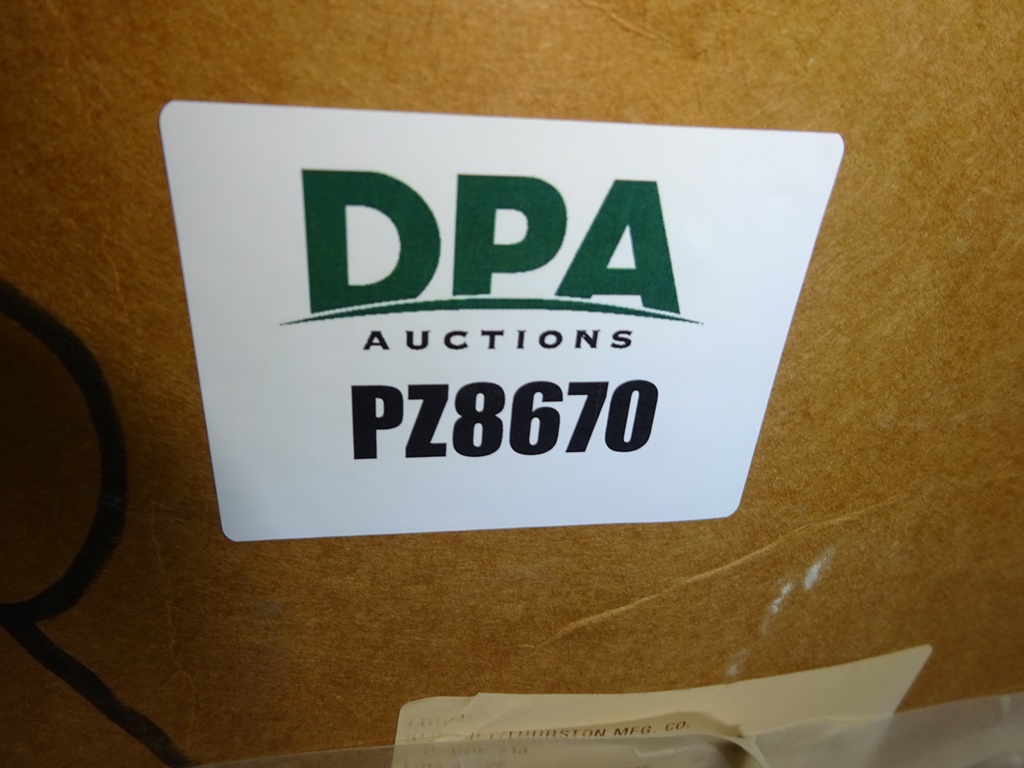 DPA
AUCTIONS
PZ8670
THURSTON MFG. CO.